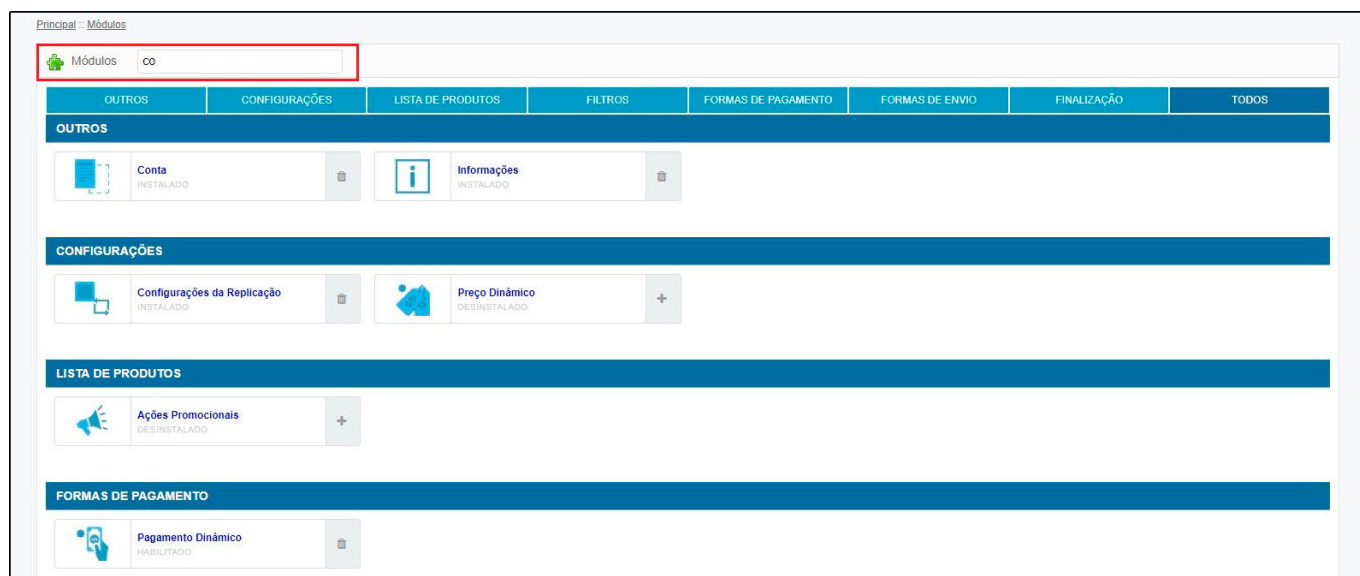 Principal :: Módulos
Módulos co
OUTROS CONFIGURAÇÕES LISTA DE PRODUTOS FILTROS FORMAS DE PAGAMENTO FORMAS DE ENVIO FINALIZAÇÃO TODOS
OUTROS
Conta
INSTALADO
Informações
INSTALADO
CONFIGURAÇÕES
Configurações da Replicação
INSTALADO
Preço Dinâmico
DESINSTALADO
LISTA DE PRODUTOS
Ações Promocionais
DESINSTALADO
FORMAS DE PAGAMENTO
Pagamento Dinâmico
HABILITADO